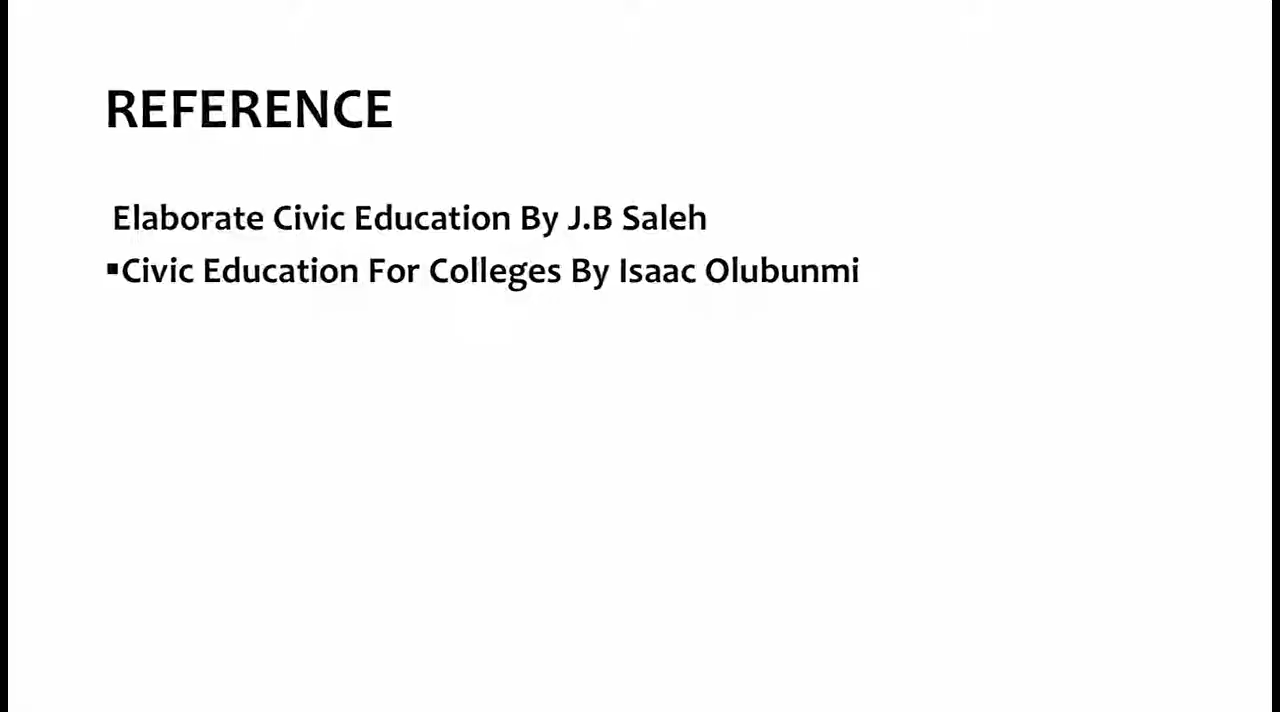 REFERENCE
Elaborate Civic Education By J.B Saleh
▪Civic Education For Colleges By Isaac Olubunmi